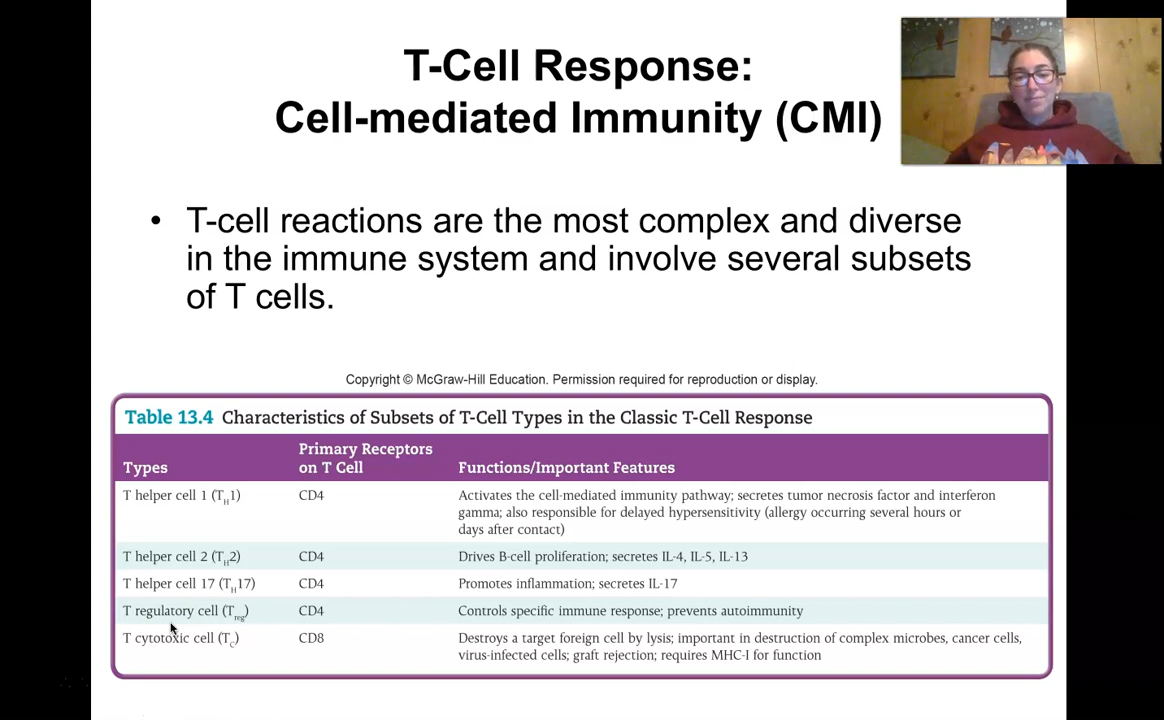 T-Cell Response:
Cell-mediated Immunity (CMI)
• T-cell reactions are the most complex and diverse
in the immune system and involve several subsets
of T cells.
Copyright © McGraw-Hill Education. Permission required for reproduction or display.
Table 13.4 Characteristics of Subsets of T-Cell Types in the Classic T-Cell Response
Types Primary Receptors on T Cell Functions/Important Features
T helper cell 1 (TH1) CD4 Activates the cell-mediated immunity pathway; secretes tumor necrosis factor and interferon
gamma; also responsible for delayed hypersensitivity (allergy occurring several hours or
days after contact)
T helper cell 2 (TH2) CD4 Drives B-cell proliferation; secretes IL-4, IL-5, IL-13
T helper cell 17 (TH17) CD4 Promotes inflammation; secretes IL-17
T regulatory cell (Treg) CD4 Controls specific immune response; prevents autoimmunity
T cytotoxic cell (TC) CD8 Destroys a target foreign cell by lysis; important in destruction of complex microbes, cancer cells,
virus-infected cells; graft rejection; requires MHC-I for function